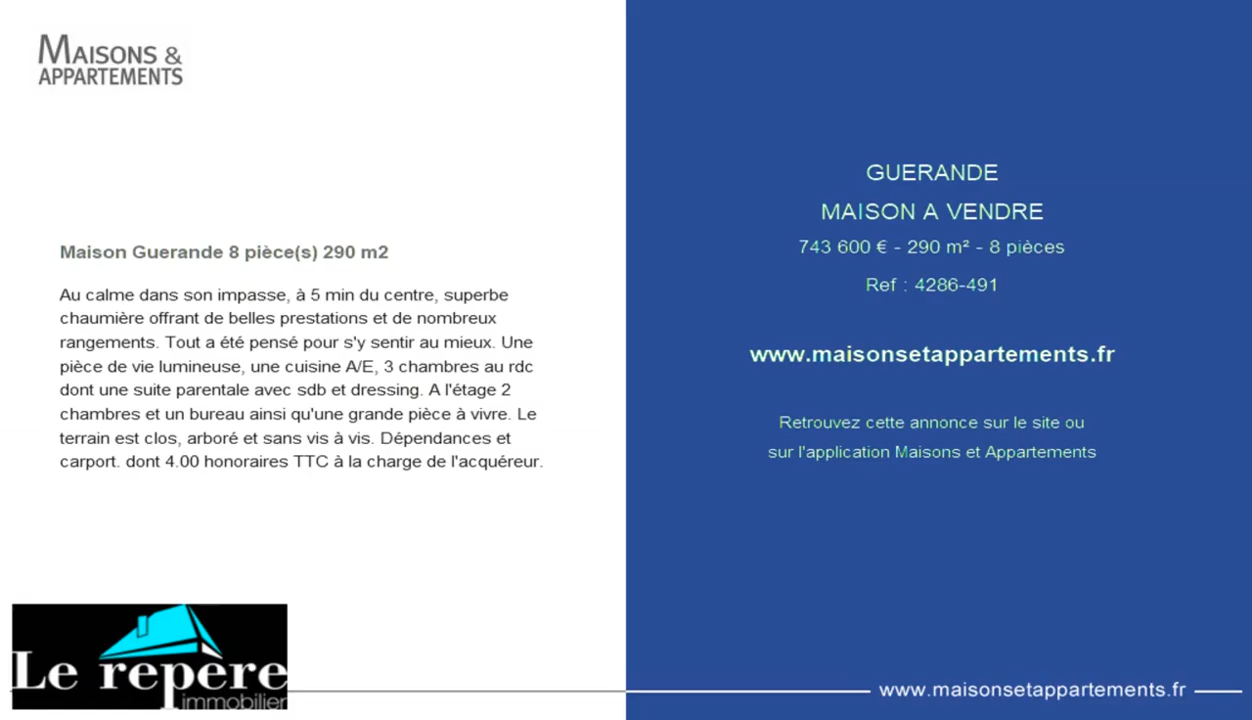 MAISONS &
APPARTEMENTS
Maison Guerande 8 pièce(s) 290 m2
Au calme dans son impasse, à 5 min du centre, superbe
chaumière offrant de belles prestations et de nombreux
rangements. Tout a été pensé pour s'y sentir au mieux. Une
pièce de vie lumineuse, une cuisine A/E, 3 chambres au rdc
dont une suite parentale avec sdb et dressing. A l'étage 2
chambres et un bureau ainsi qu'une grande pièce à vivre. Le
terrain est clos, arboré et sans vis à vis. Dépendances et
carport. dont 4.00 honoraires TTC à la charge de l'acquéreur.
Le repère
immobilier
GUERANDE
MAISON A VENDRE
743 600 € - 290 m² - 8 pièces
Ref : 4286-491
www.maisonsetappartements.fr
Retrouvez cette annonce sur le site ou
sur l'application Maisons et Appartements
www.maisonsetappartements.fr